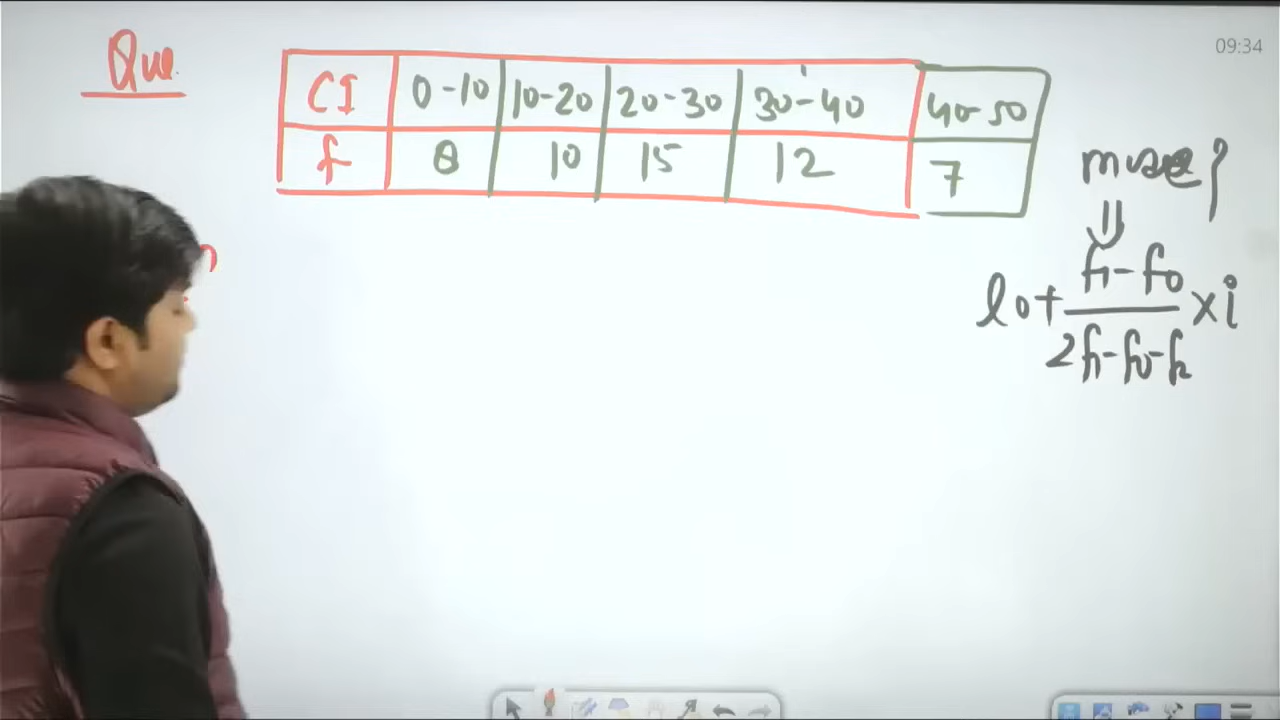 09:34
Que.
CI 0-10 10-20 20-30 30-40 40-50
f 8 10 15 12 7
mode?
l0+ f1-f0 / 2f1-f0-f2 ×i